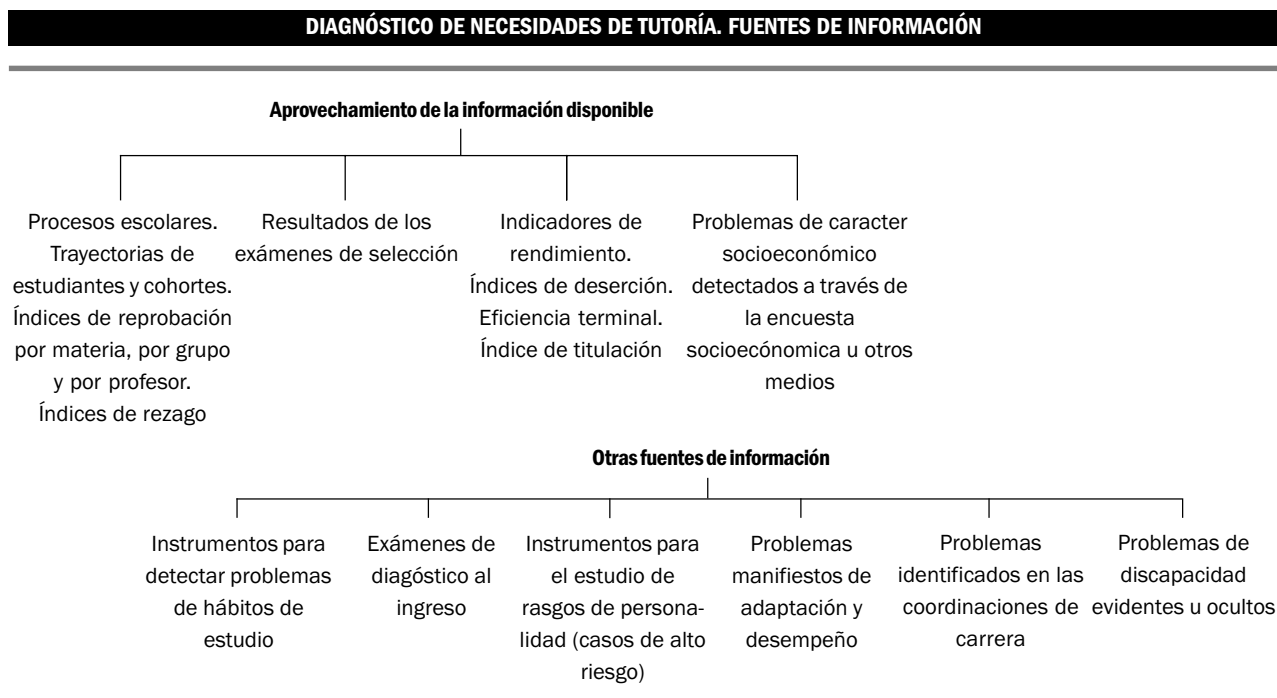 DIAGNÓSTICO DE NECESIDADES DE TUTORÍA. FUENTES DE INFORMACIÓN
Aprovechamiento de la información disponible
Procesos escolares.
Trayectorias de
estudiantes y cohortes.
Índices de reprobación
por materia, por grupo
y por profesor.
Índices de rezago
Resultados de los
exámenes de selección
Indicadores de
rendimiento.
Índices de deserción.
Eficiencia terminal.
Índice de titulación
Problemas de caracter
socioeconómico
detectados a través de
la encuesta
socioecónomica u otros
medios
Otras fuentes de información
Instrumentos para
detectar problemas
de hábitos de
estudio
Exámenes de
diagóstico al
ingreso
Instrumentos para
el estudio de
rasgos de persona-
lidad (casos de alto
riesgo)
Problemas
manifiestos de
adaptación y
desempeño
Problemas
identificados en las
coordinaciones de
carrera
Problemas de
discapacidad
evidentes u ocultos